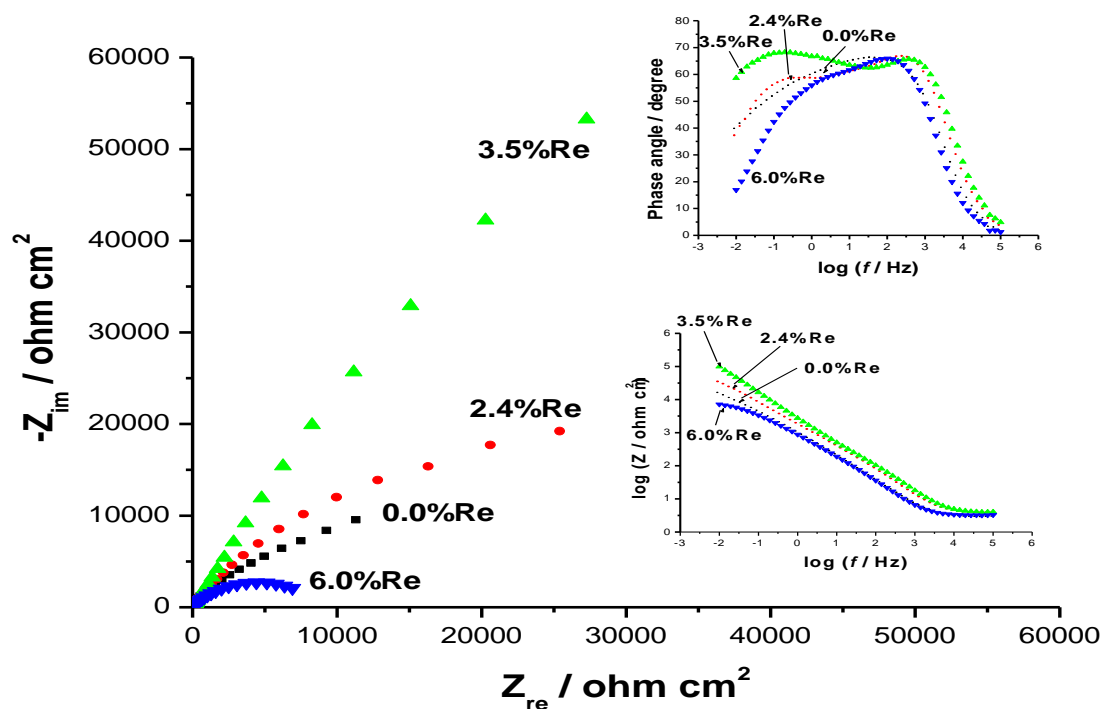 60000
50000
40000
30000
20000
10000
0
-Z_im / ohm cm²
0
10000
20000
30000
40000
50000
60000
Z_re / ohm cm²
3.5%Re
2.4%Re
0.0%Re
6.0%Re
80
70
60
50
40
30
20
10
0
Phase angle / degree
-3
-2
-1
0
1
2
3
4
5
6
log (f / Hz)
2.4%Re
3.5%Re
0.0%Re
6.0%Re
6
5
4
3
2
1
0
log (Z / ohm cm²)
-3
-2
-1
0
1
2
3
4
5
6
log (f / Hz)
3.5%Re
2.4%Re
0.0%Re
6.0%Re